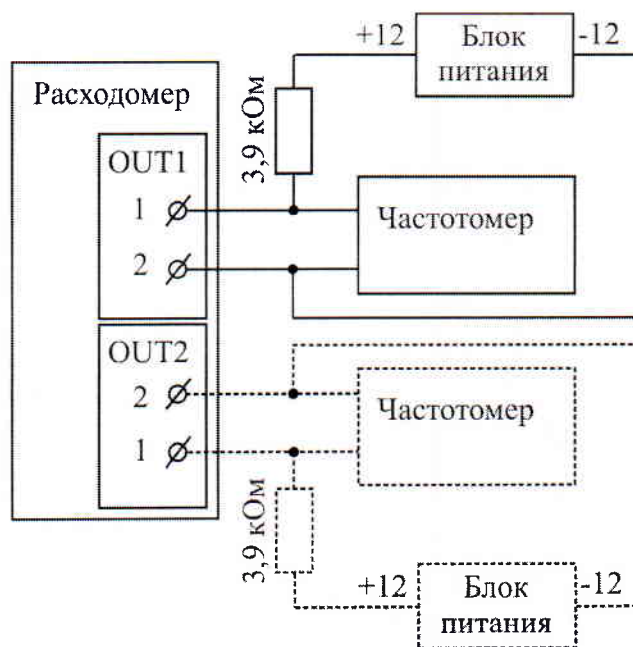 +12
Блок
питания
-12
Расходомер
3,9 кОм
OUT1
1
2
Частотомер
OUT2
2
1
Частотомер
3,9 кОм
+12
Блок
питания
-12